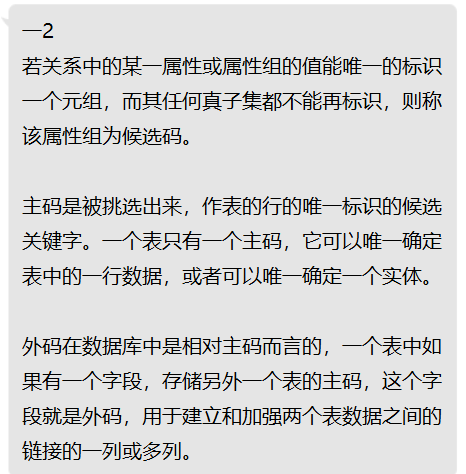 一2
若关系中的某一属性或属性组的值能唯一的标识
一个元组，而其任何真子集都不能再标识，则称
该属性组为候选码。
主码是被挑选出来，作表的行的唯一标识的候选
关键字。一个表只有一个主码，它可以唯一确定
表中的一行数据，或者可以唯一确定一个实体。
外码在数据库中是相对主码而言的，一个表中如
果有一个字段，存储另外一个表的主码，这个字
段就是外码，用于建立和加强两个表数据之间的
链接的一列或多列。